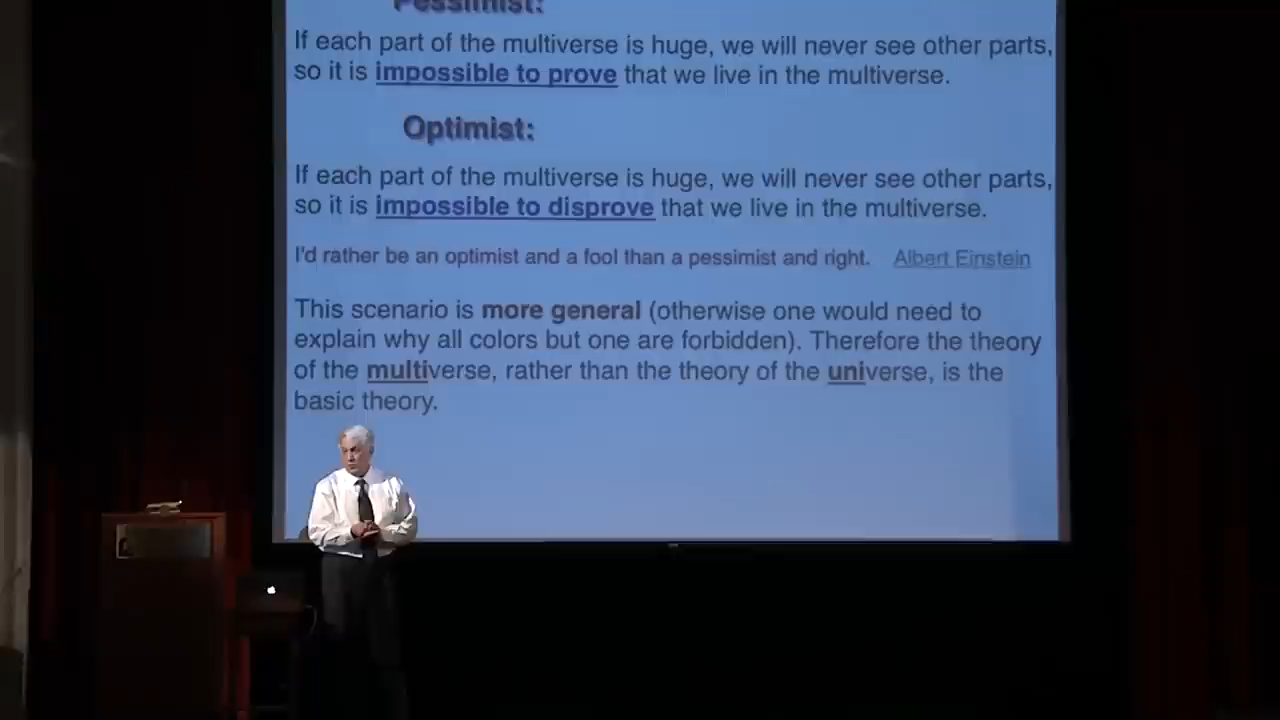 Pessimist:
If each part of the multiverse is huge, we will never see other parts,
so it is impossible to prove that we live in the multiverse.
Optimist:
If each part of the multiverse is huge, we will never see other parts,
so it is impossible to disprove that we live in the multiverse.
I'd rather be an optimist and a fool than a pessimist and right. Albert Einstein
This scenario is more general (otherwise one would need to
explain why all colors but one are forbidden). Therefore the theory
of the multiverse, rather than the theory of the universe, is the
basic theory.